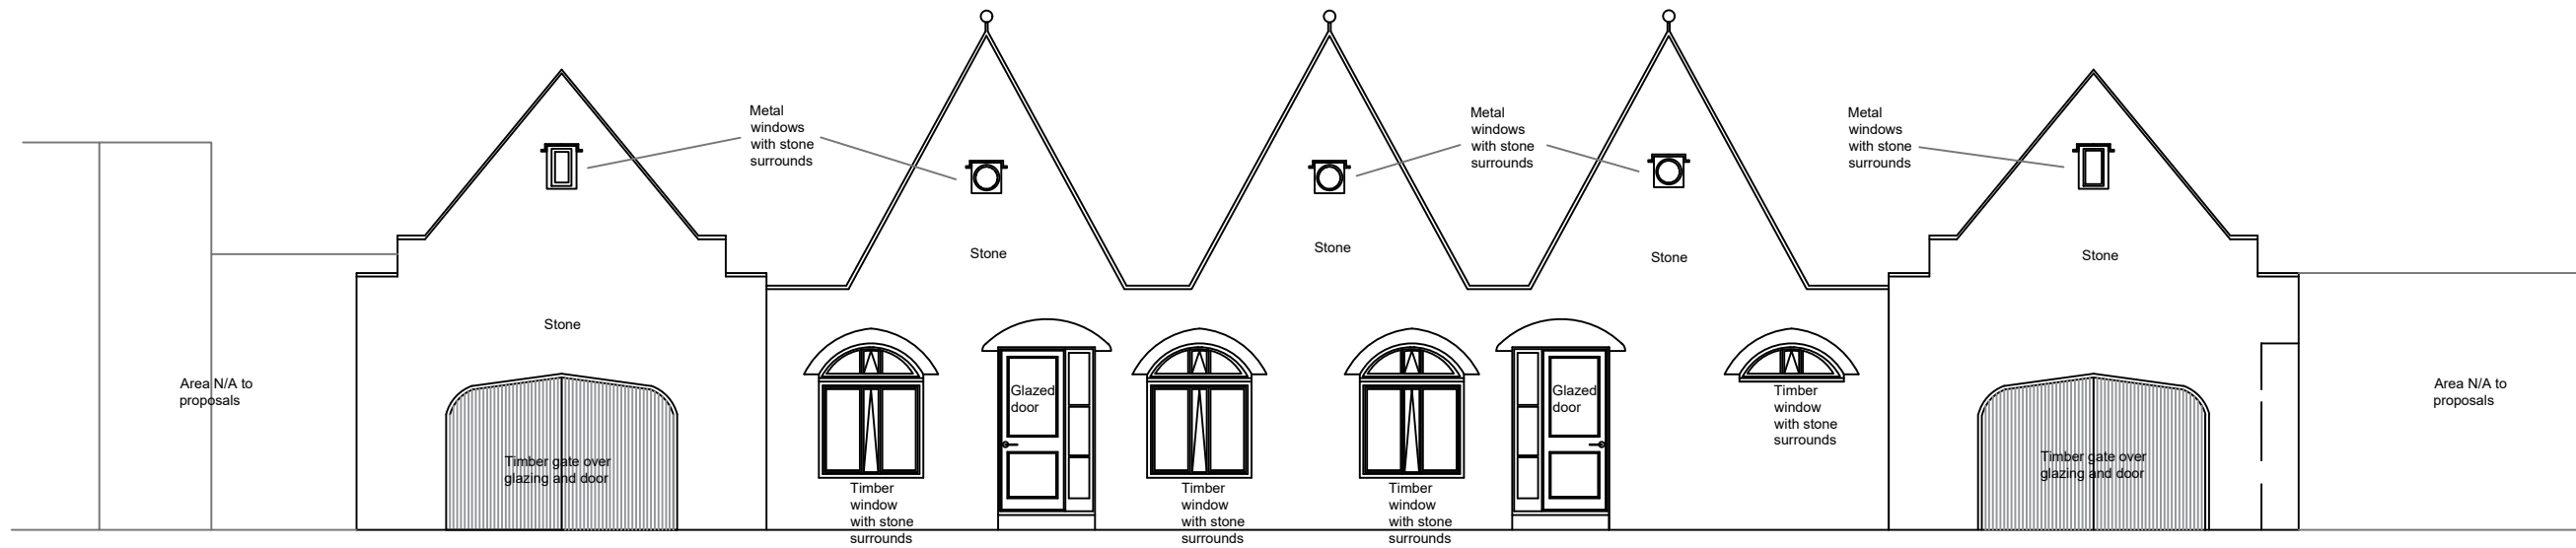 Metal
windows
with stone
surrounds
Metal
windows
with stone
surrounds
Metal
windows
with stone
surrounds
Stone
Stone
Stone
Stone
Stone
Area N/A to
proposals
Glazed
door
Glazed
door
Timber
window
with stone
surrounds
Area N/A to
proposals
Timber gate over
glazing and door
Timber gate over
glazing and door
Timber
window
with stone
surrounds
Timber
window
with stone
surrounds
Timber
window
with stone
surrounds